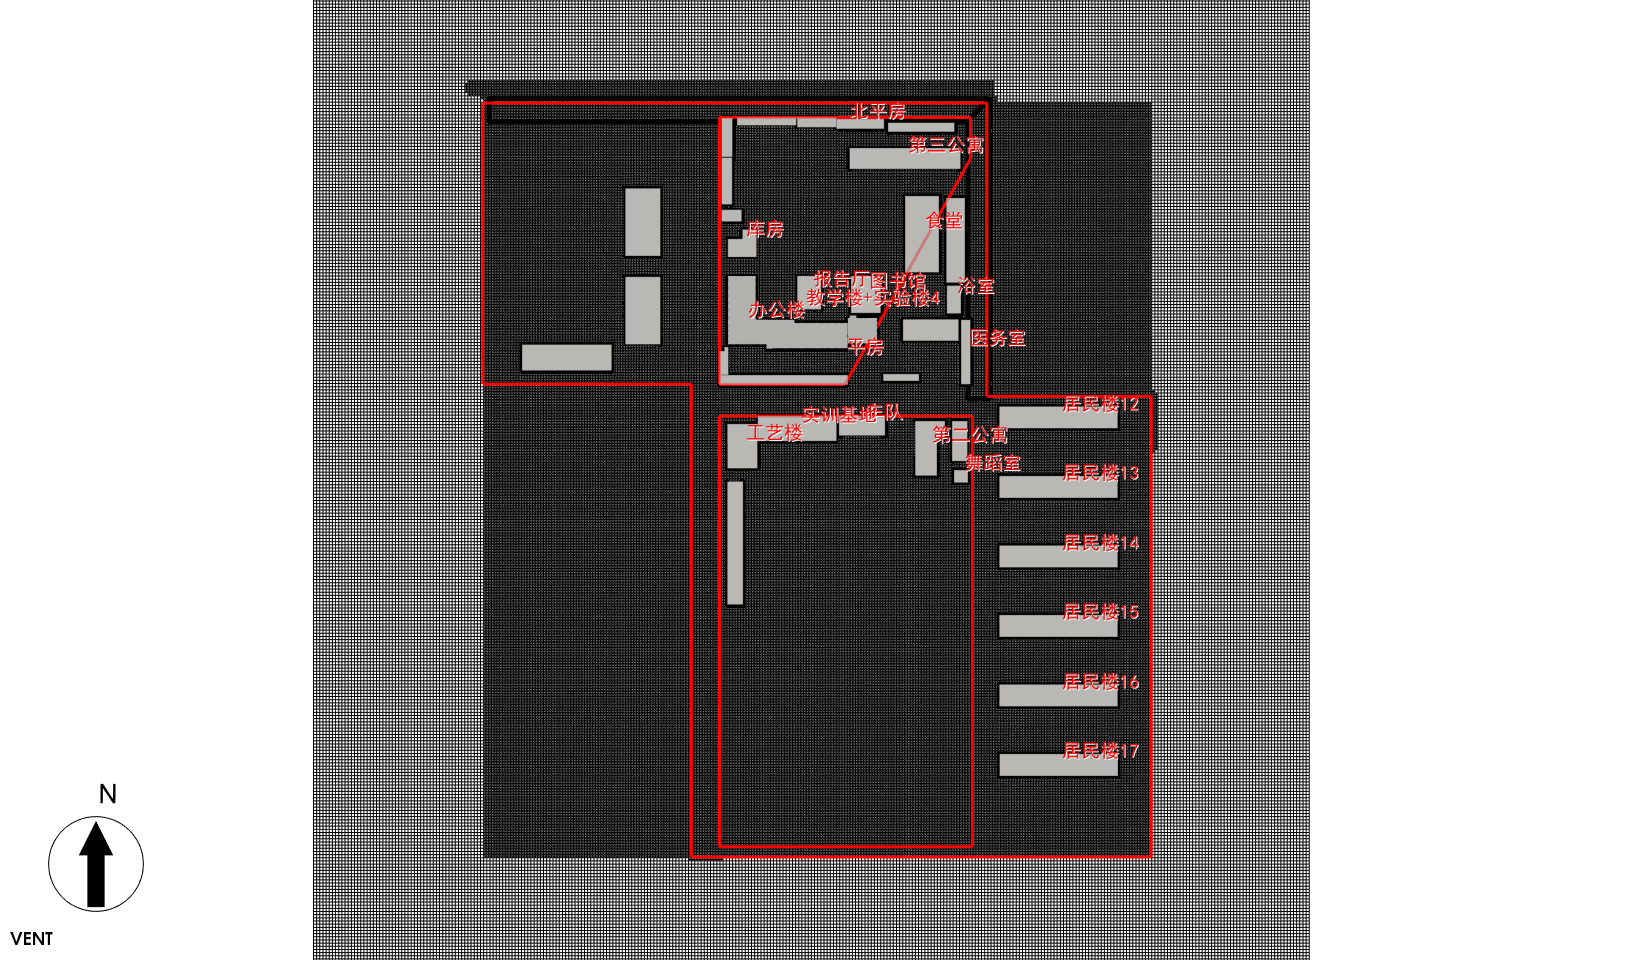 北平房
第三公寓
食堂
库房
报告厅图书馆
浴室
教学楼+实验楼4
办公楼
医务室
平房
居民楼12
实训基地
车队
工艺楼
第二公寓
舞蹈室
居民楼13
居民楼14
居民楼15
居民楼16
居民楼17
N
VENT